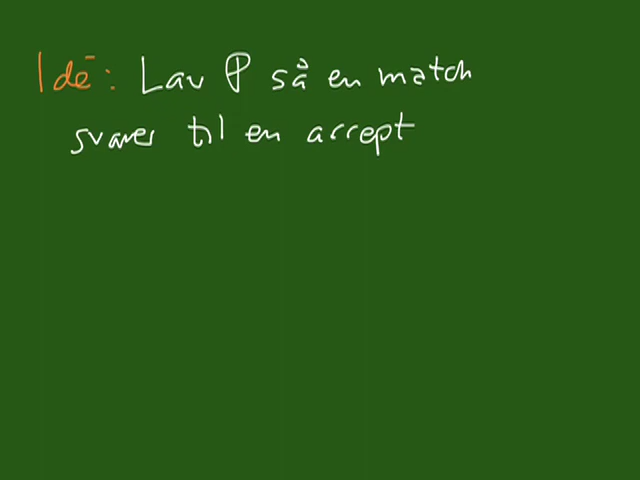 Idé: Lav P så en match
svarer til en accept